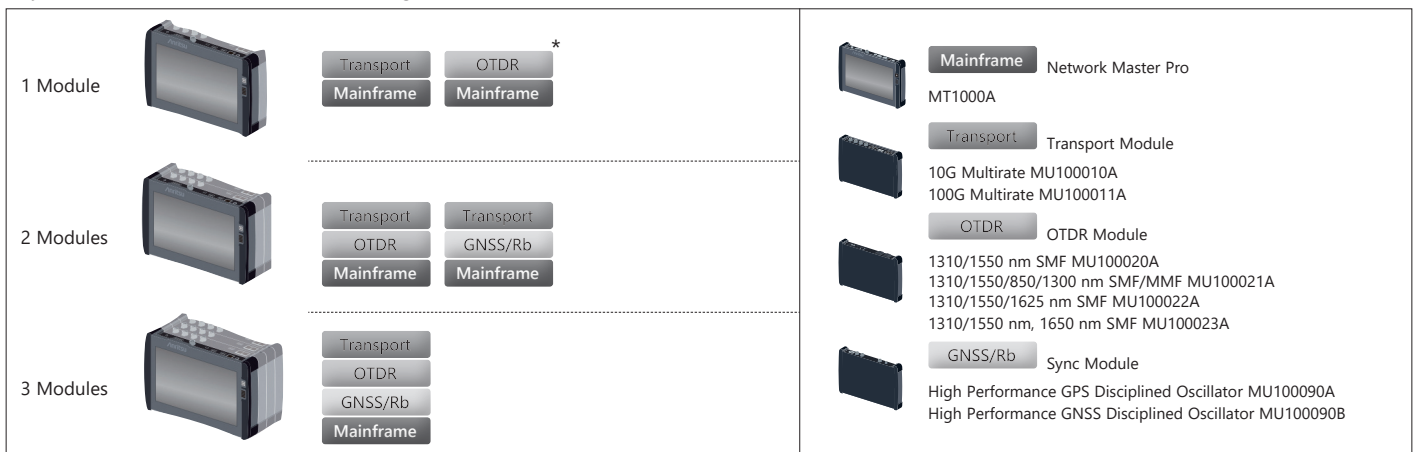 1 Module
Transport
Mainframe
OTDR
*
Mainframe
2 Modules
Transport
OTDR
Mainframe
Transport
GNSS/Rb
Mainframe
3 Modules
Transport
OTDR
GNSS/Rb
Mainframe
Mainframe Network Master Pro
MT1000A
Transport Transport Module
10G Multirate MU100010A
100G Multirate MU100011A
OTDR OTDR Module
1310/1550 nm SMF MU100020A
1310/1550/850/1300 nm SMF/MMF MU100021A
1310/1550/1625 nm SMF MU100022A
1310/1550 nm, 1650 nm SMF MU100023A
GNSS/Rb Sync Module
High Performance GPS Disciplined Oscillator MU100090A
High Performance GNSS Disciplined Oscillator MU100090B